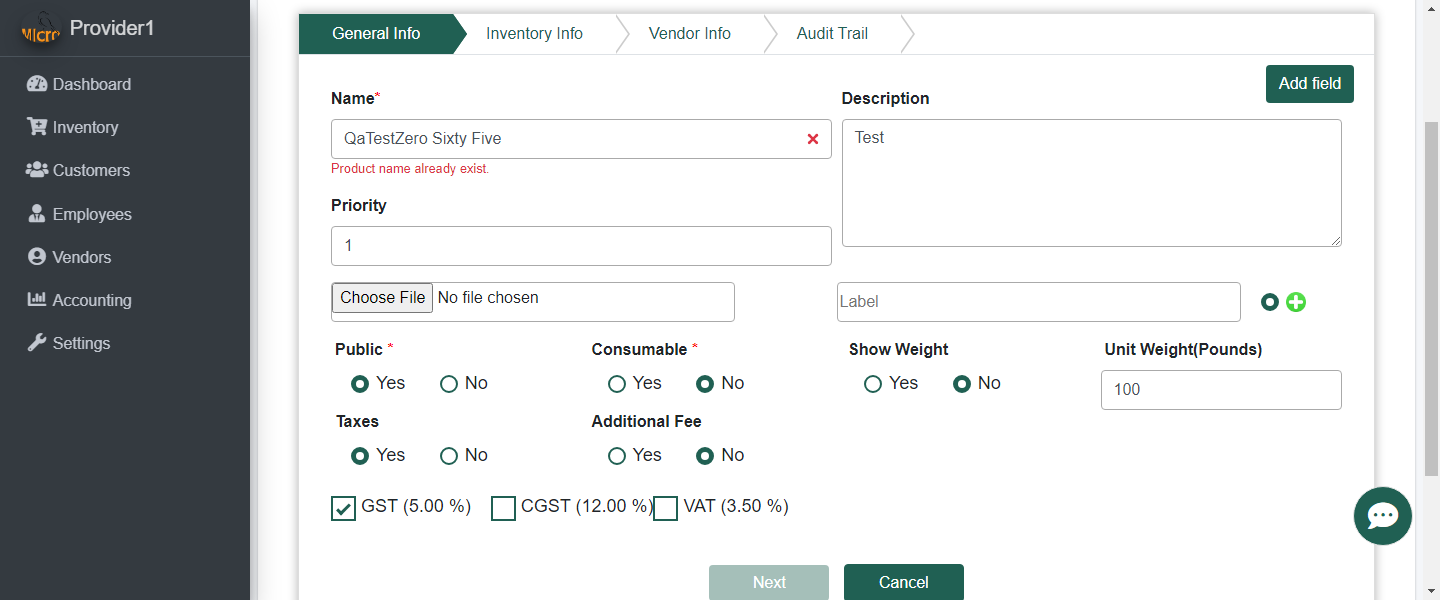 Micro
Provider1
Dashboard
Inventory
Customers
Employees
Vendors
Accounting
Settings
General Info
Inventory Info
Vendor Info
Audit Trail
Add field
Name*
QaTestZero Sixty Five
Product name already exist.
Description
Test
Priority
1
Choose File No file chosen
Label
Public *
Yes No
Consumable *
Yes No
Show Weight
Yes No
Unit Weight(Pounds)
100
Taxes
Yes No
Additional Fee
Yes No
GST (5.00 %) CGST (12.00 %) VAT (3.50 %)
Next
Cancel